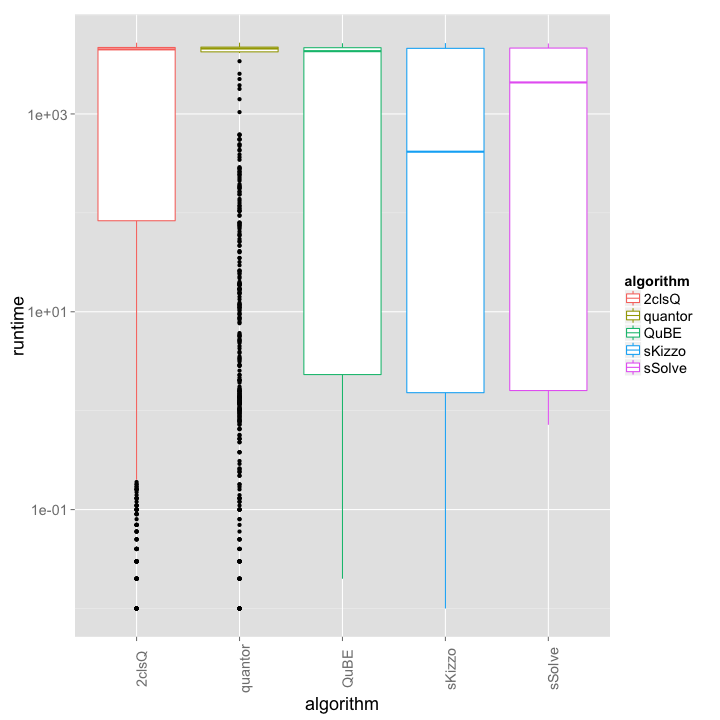 1e+03
1e+01
1e-01
runtime
2clsQ
quantor
QuBE
sKizzo
sSolve
algorithm
algorithm
2clsQ
quantor
QuBE
sKizzo
sSolve